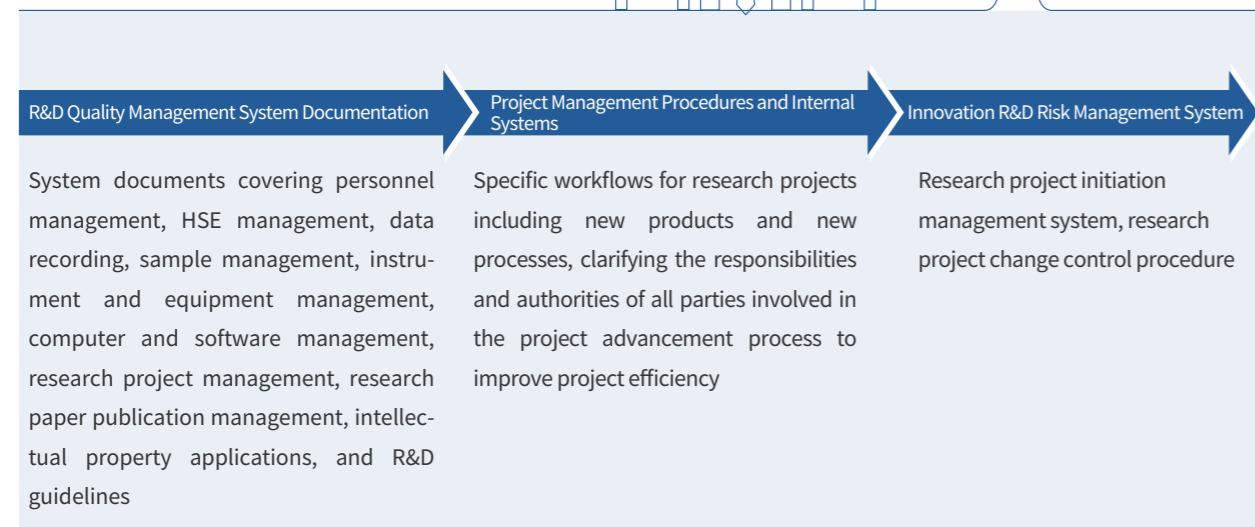 R&D Quality Management System Documentation
System documents covering personnel
management, HSE management, data
recording, sample management, instru-
ment and equipment management,
computer and software management,
research project management, research
paper publication management, intellec-
tual property applications, and R&D
guidelines
Project Management Procedures and Internal
Systems
Specific workflows for research projects
including new products and new
processes, clarifying the responsibilities
and authorities of all parties involved in
the project advancement process to
improve project efficiency
Innovation R&D Risk Management System
Research project initiation
management system, research
project change control procedure